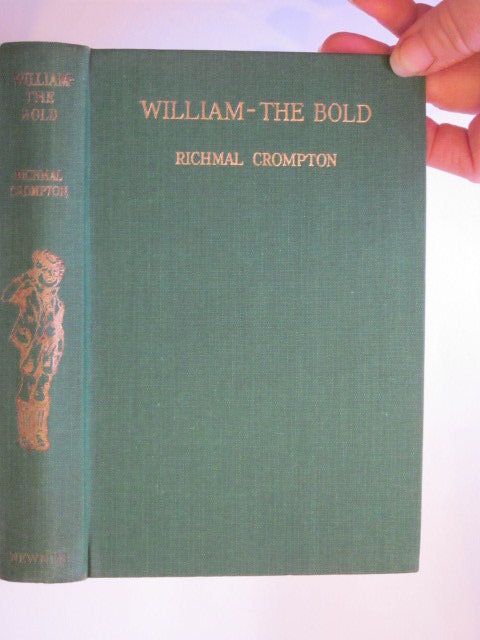 WILLIAM-
THE
BOLD
RICHMAL
CROMPTON
NEWNES
WILLIAM-THE BOLD
RICHMAL CROMPTON